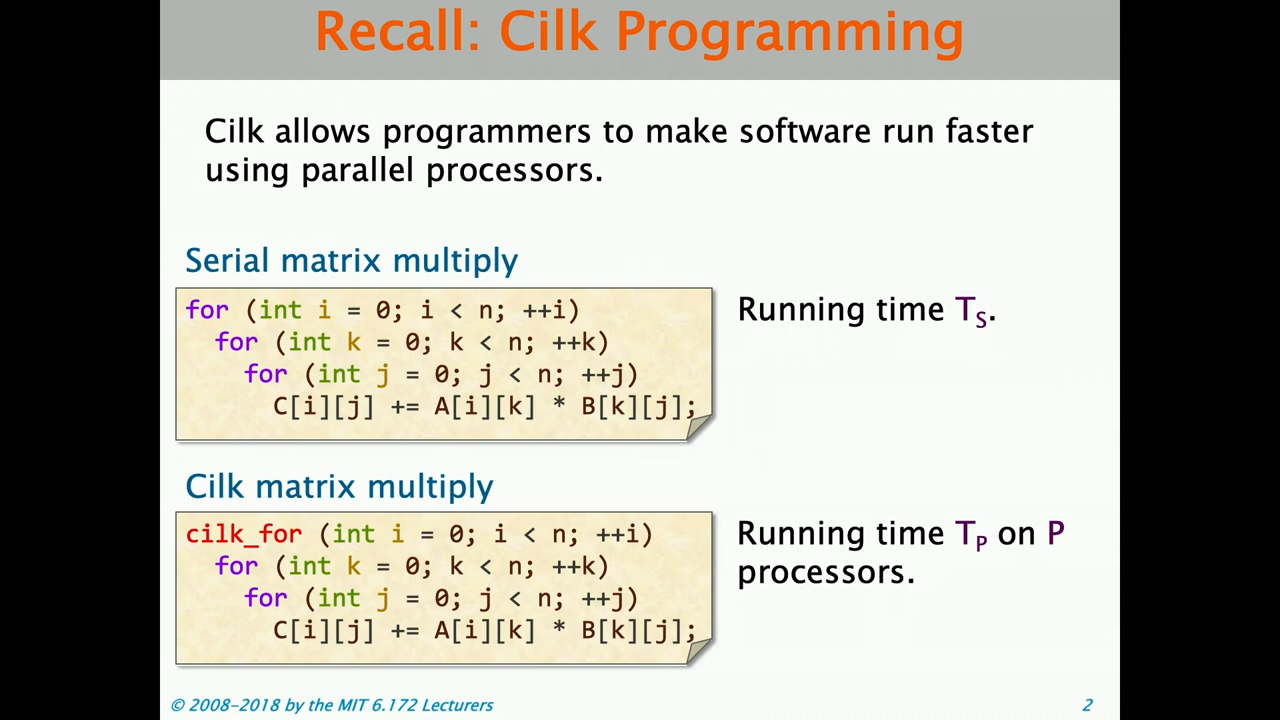 Recall: Cilk Programming
Cilk allows programmers to make software run faster
using parallel processors.
Serial matrix multiply
for (int i = 0; i < n; ++i)
  for (int k = 0; k < n; ++k)
    for (int j = 0; j < n; ++j)
      C[i][j] += A[i][k] * B[k][j];
Running time TS.
Cilk matrix multiply
cilk_for (int i = 0; i < n; ++i)
  for (int k = 0; k < n; ++k)
    for (int j = 0; j < n; ++j)
      C[i][j] += A[i][k] * B[k][j];
Running time TP on P
processors.
© 2008–2018 by the MIT 6.172 Lecturers
2